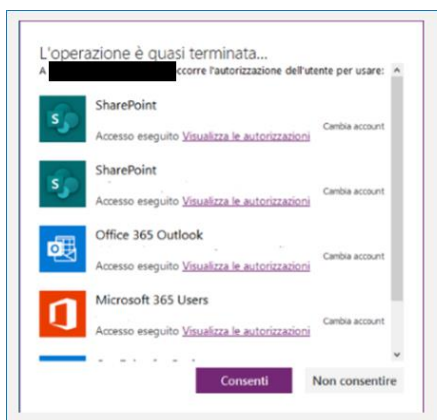 L'operazione è quasi terminata...
A ccorre l'autorizzazione dell'utente per usare:
SharePoint
Cambia account
Accesso eseguito Visualizza le autorizzazioni
SharePoint
Cambia account
Accesso eseguito Visualizza le autorizzazioni
Office 365 Outlook
Cambia account
Accesso eseguito Visualizza le autorizzazioni
Microsoft 365 Users
Cambia account
Accesso eseguito Visualizza le autorizzazioni
Consenti Non consentire